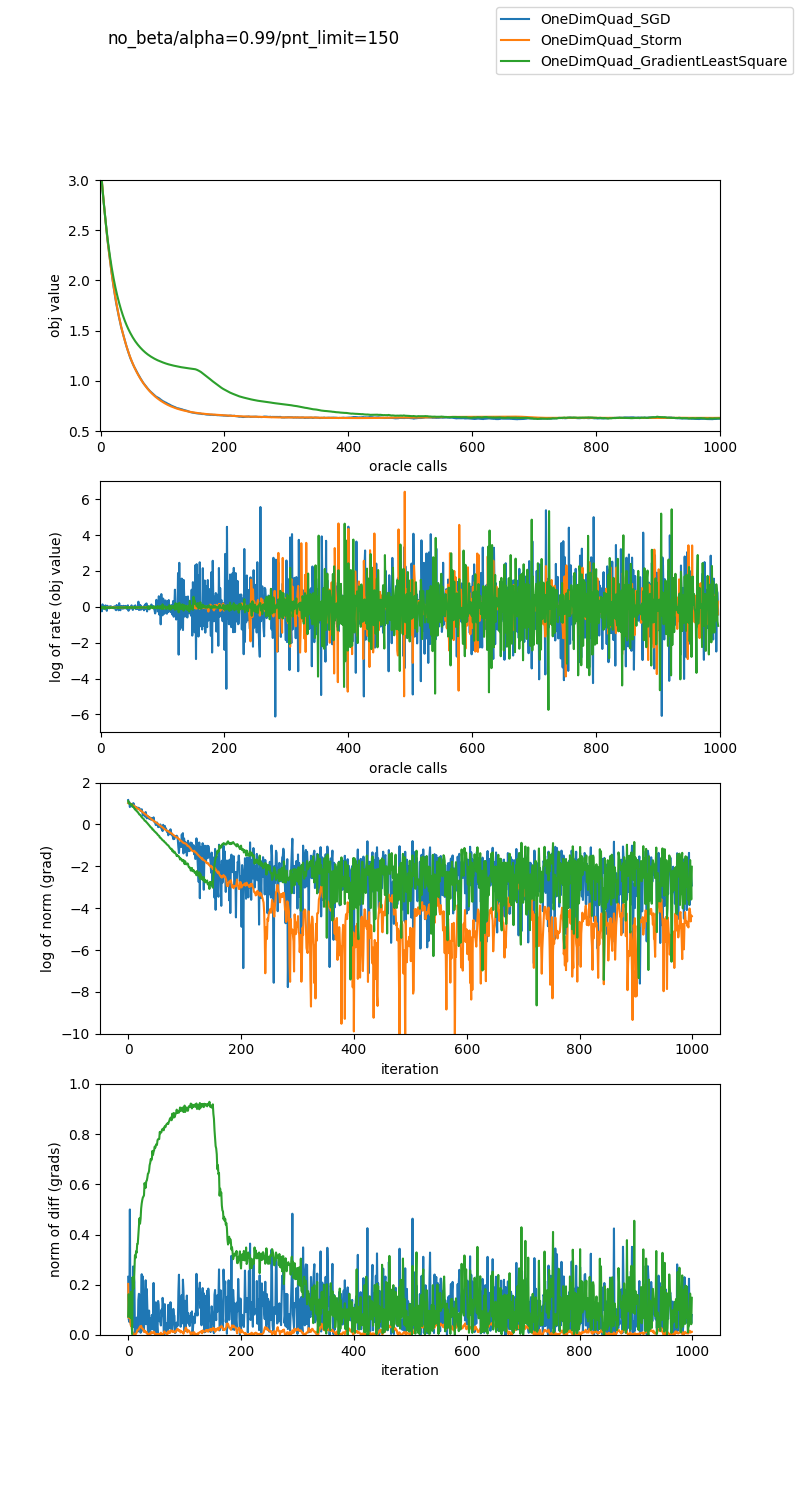 no_beta/alpha=0.99/pnt_limit=150
OneDimQuad_SGD
OneDimQuad_Storm
OneDimQuad_GradientLeastSquare
3.0
2.5
2.0
1.5
1.0
0.5
obj value
0 200 400 600 800 1000
oracle calls
6
4
2
0
−2
−4
−6
log of rate (obj value)
0 200 400 600 800 1000
oracle calls
2
0
−2
−4
−6
−8
−10
log of norm (grad)
0 200 400 600 800 1000
iteration
1.0
0.8
0.6
0.4
0.2
0.0
norm of diff (grads)
0 200 400 600 800 1000
iteration